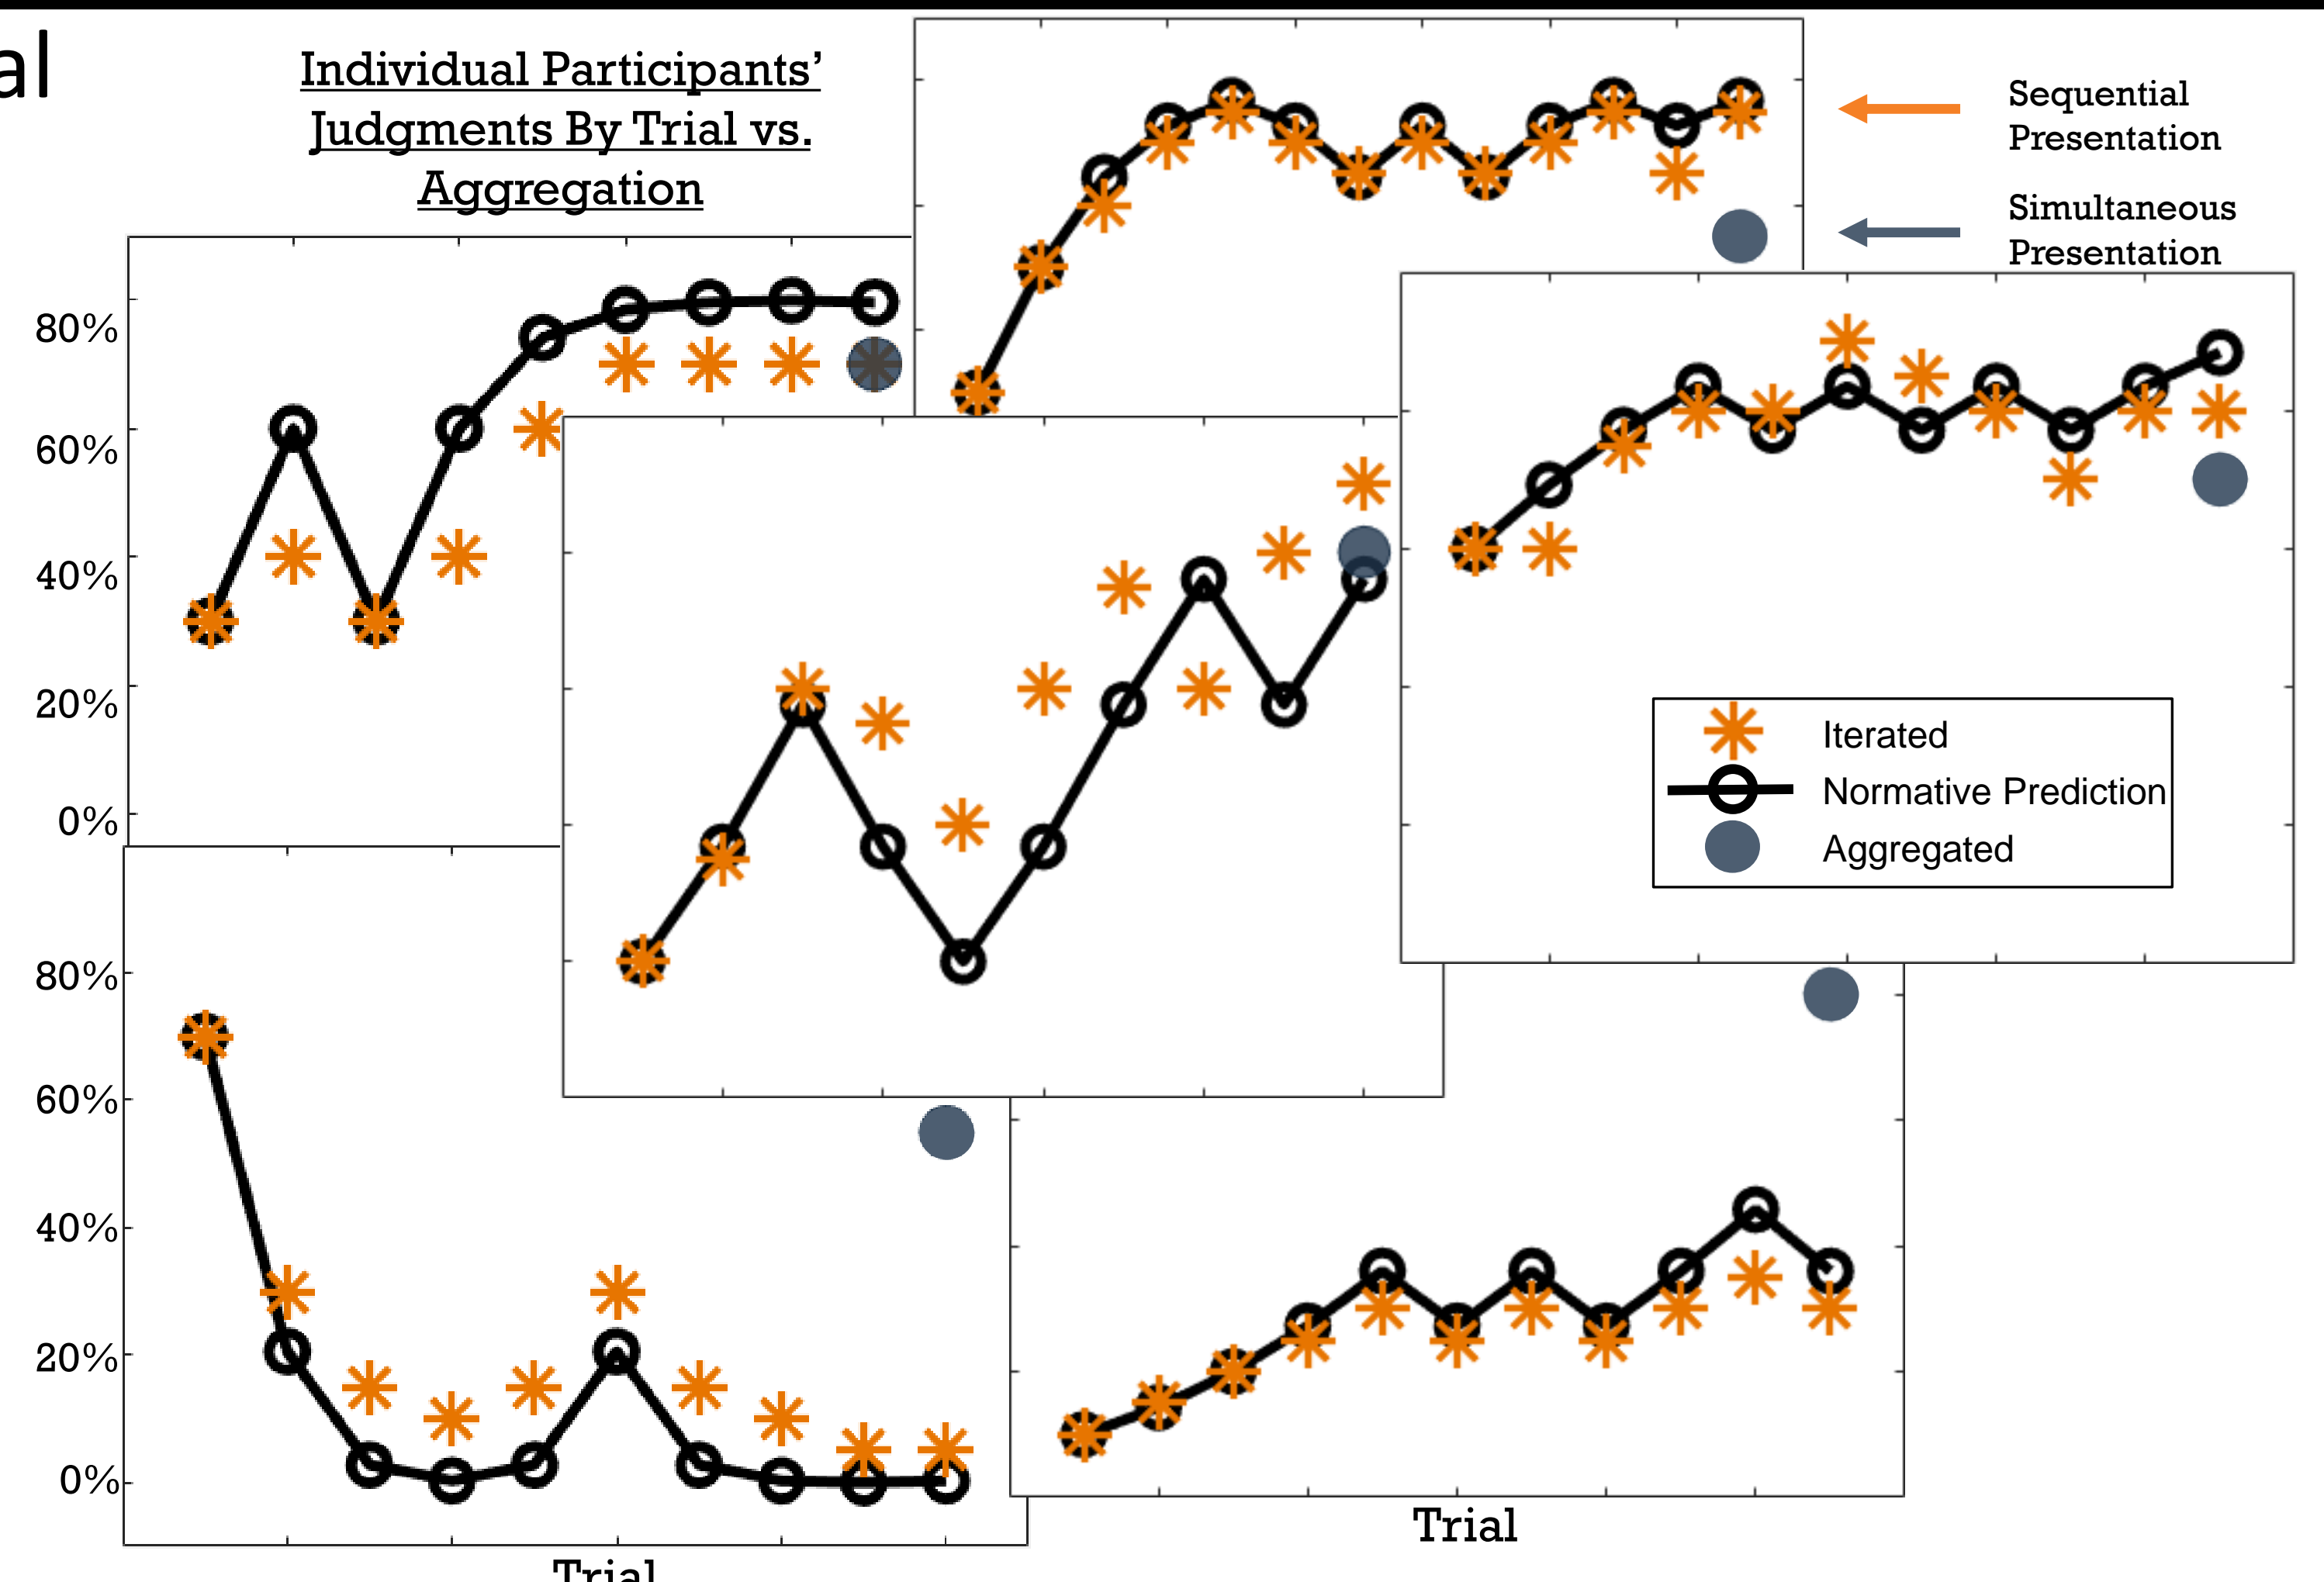 al
Individual Participants’
Judgments By Trial vs.
Aggregation
Sequential
Presentation
Simultaneous
Presentation
80%
60%
40%
20%
0%
Iterated
Normative Prediction
Aggregated
80%
60%
40%
20%
0%
Trial
Trial